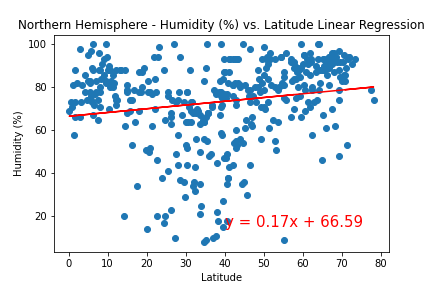 Northern Hemisphere - Humidity (%) vs. Latitude Linear Regression
100
80
60
40
20
Humidity (%)
y = 0.17x + 66.59
0 10 20 30 40 50 60 70 80
Latitude